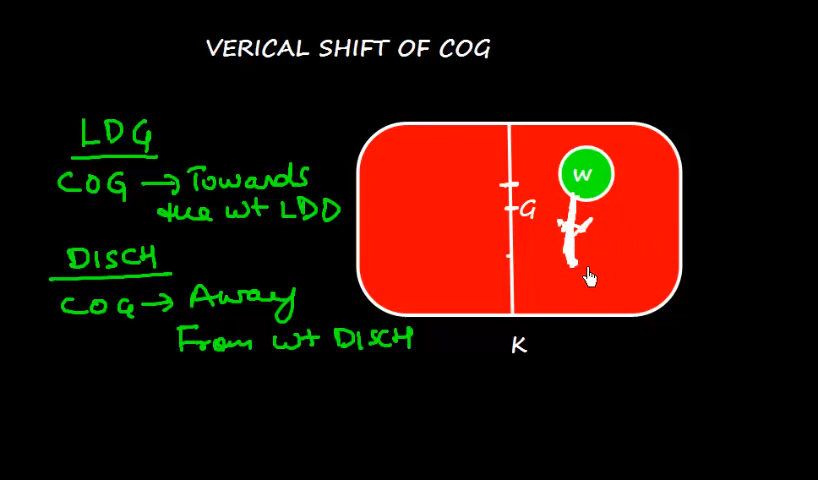 VERICAL SHIFT OF COG
LDG
COG → Towards
the wt LDD
DISCH
COG → Away
From wt DISCH
W
G
K